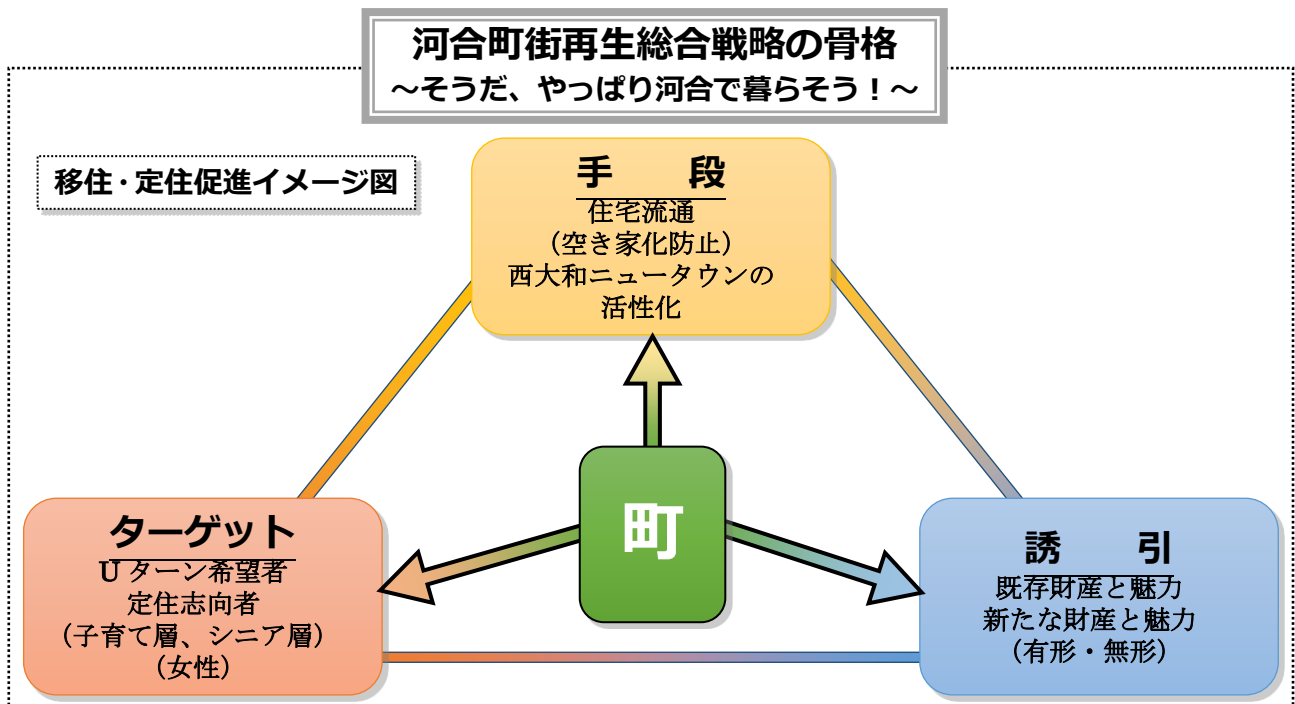 河合町街再生総合戦略の骨格
～そうだ、やっぱり河合で暮らそう！～
移住・定住促進イメージ図
手　段
住宅流通
（空き家化防止）
西大和ニュータウンの
活性化
町
ターゲット
Uターン希望者
定住志向者
（子育て層、シニア層）
（女性）
誘　引
既存財産と魅力
新たな財産と魅力
（有形・無形）